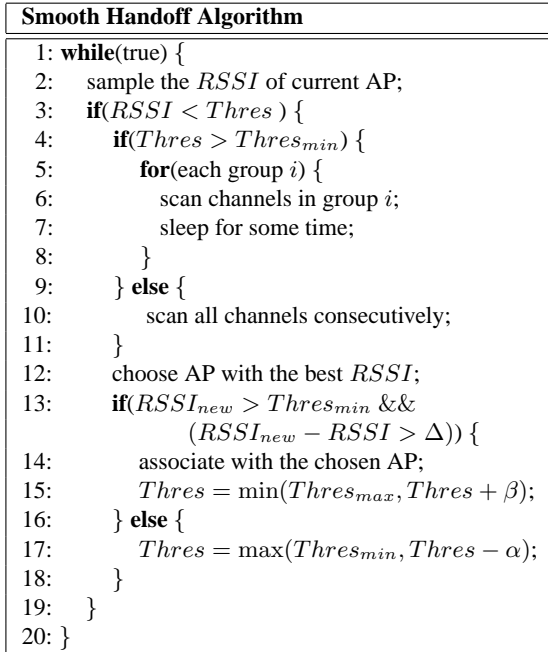 Smooth Handoff Algorithm
1: while(true) {
2: sample the RSSI of current AP;
3: if(RSSI < Thres ) {
4: if(Thres > Thres_min) {
5: for(each group i) {
6: scan channels in group i;
7: sleep for some time;
8: }
9: } else {
10: scan all channels consecutively;
11: }
12: choose AP with the best RSSI;
13: if(RSSI_new > Thres_min &&
(RSSI_new − RSSI > Δ)) {
14: associate with the chosen AP;
15: Thres = min(Thres_max, Thres + β);
16: } else {
17: Thres = max(Thres_min, Thres − α);
18: }
19: }
20: }